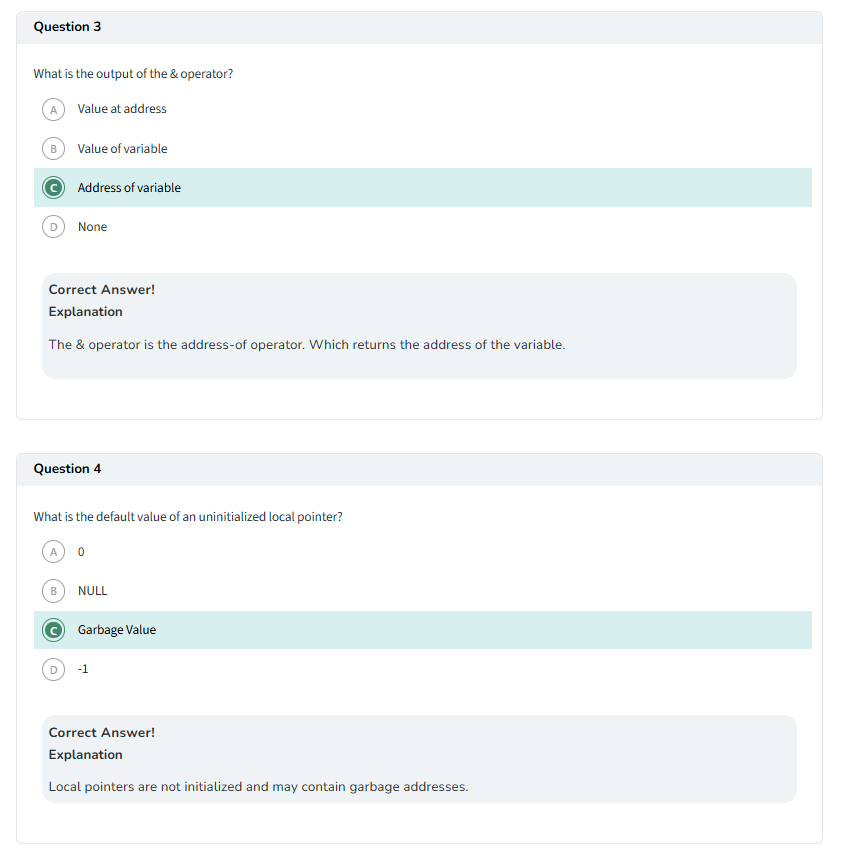 Question 3
What is the output of the & operator?
A Value at address
B Value of variable
C Address of variable
D None
Correct Answer!
Explanation
The & operator is the address-of operator. Which returns the address of the variable.
Question 4
What is the default value of an uninitialized local pointer?
A 0
B NULL
C Garbage Value
D -1
Correct Answer!
Explanation
Local pointers are not initialized and may contain garbage addresses.